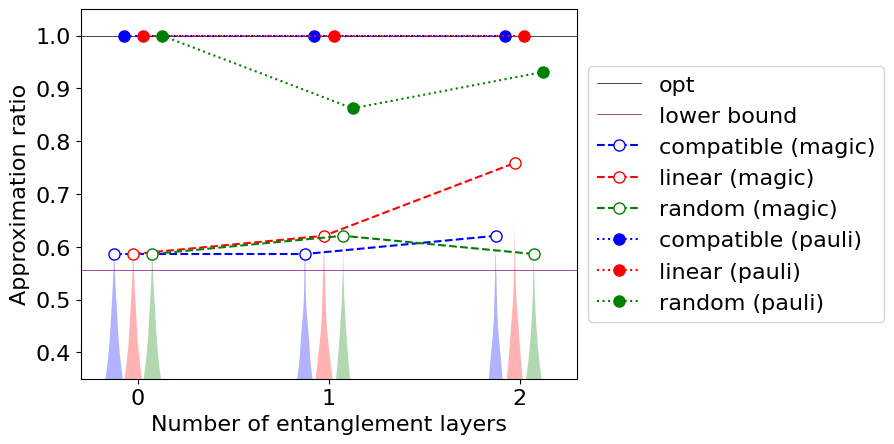 1.0
0.9
0.8
0.7
0.6
0.5
0.4
Approximation ratio
0 1 2
Number of entanglement layers
opt
lower bound
compatible (magic)
linear (magic)
random (magic)
compatible (pauli)
linear (pauli)
random (pauli)